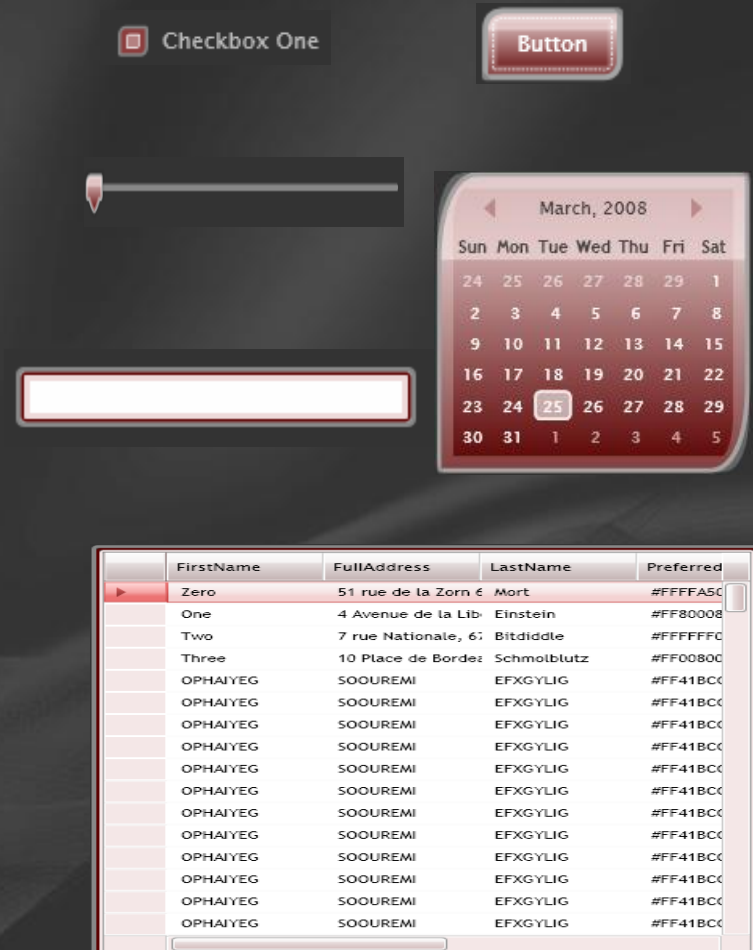 Checkbox One
Button
March, 2008
Sun Mon Tue Wed Thu Fri Sat
24 25 26 27 28 29 1
2 3 4 5 6 7 8
9 10 11 12 13 14 15
16 17 18 19 20 21 22
23 24 25 26 27 28 29
30 31 1 2 3 4 5
FirstName FullAddress LastName Preferred
Zero 51 rue de la Zorn 6 Mort #FFFFA50
One 4 Avenue de la Lib Einstein #FF80008
Two 7 rue Nationale, 67 Bitdiddle #FFFFFF0
Three 10 Place de Bordea Schmolblutz #FF00800
OPHAIYEG SOOUREMI EFXGYLIG #FF41BC
OPHAIYEG SOOUREMI EFXGYLIG #FF41BC
OPHAIYEG SOOUREMI EFXGYLIG #FF41BC
OPHAIYEG SOOUREMI EFXGYLIG #FF41BC
OPHAIYEG SOOUREMI EFXGYLIG #FF41BC
OPHAIYEG SOOUREMI EFXGYLIG #FF41BC
OPHAIYEG SOOUREMI EFXGYLIG #FF41BC
OPHAIYEG SOOUREMI EFXGYLIG #FF41BC
OPHAIYEG SOOUREMI EFXGYLIG #FF41BC
OPHAIYEG SOOUREMI EFXGYLIG #FF41BC
OPHAIYEG SOOUREMI EFXGYLIG #FF41BC
OPHAIYEG SOOUREMI EFXGYLIG #FF41BC